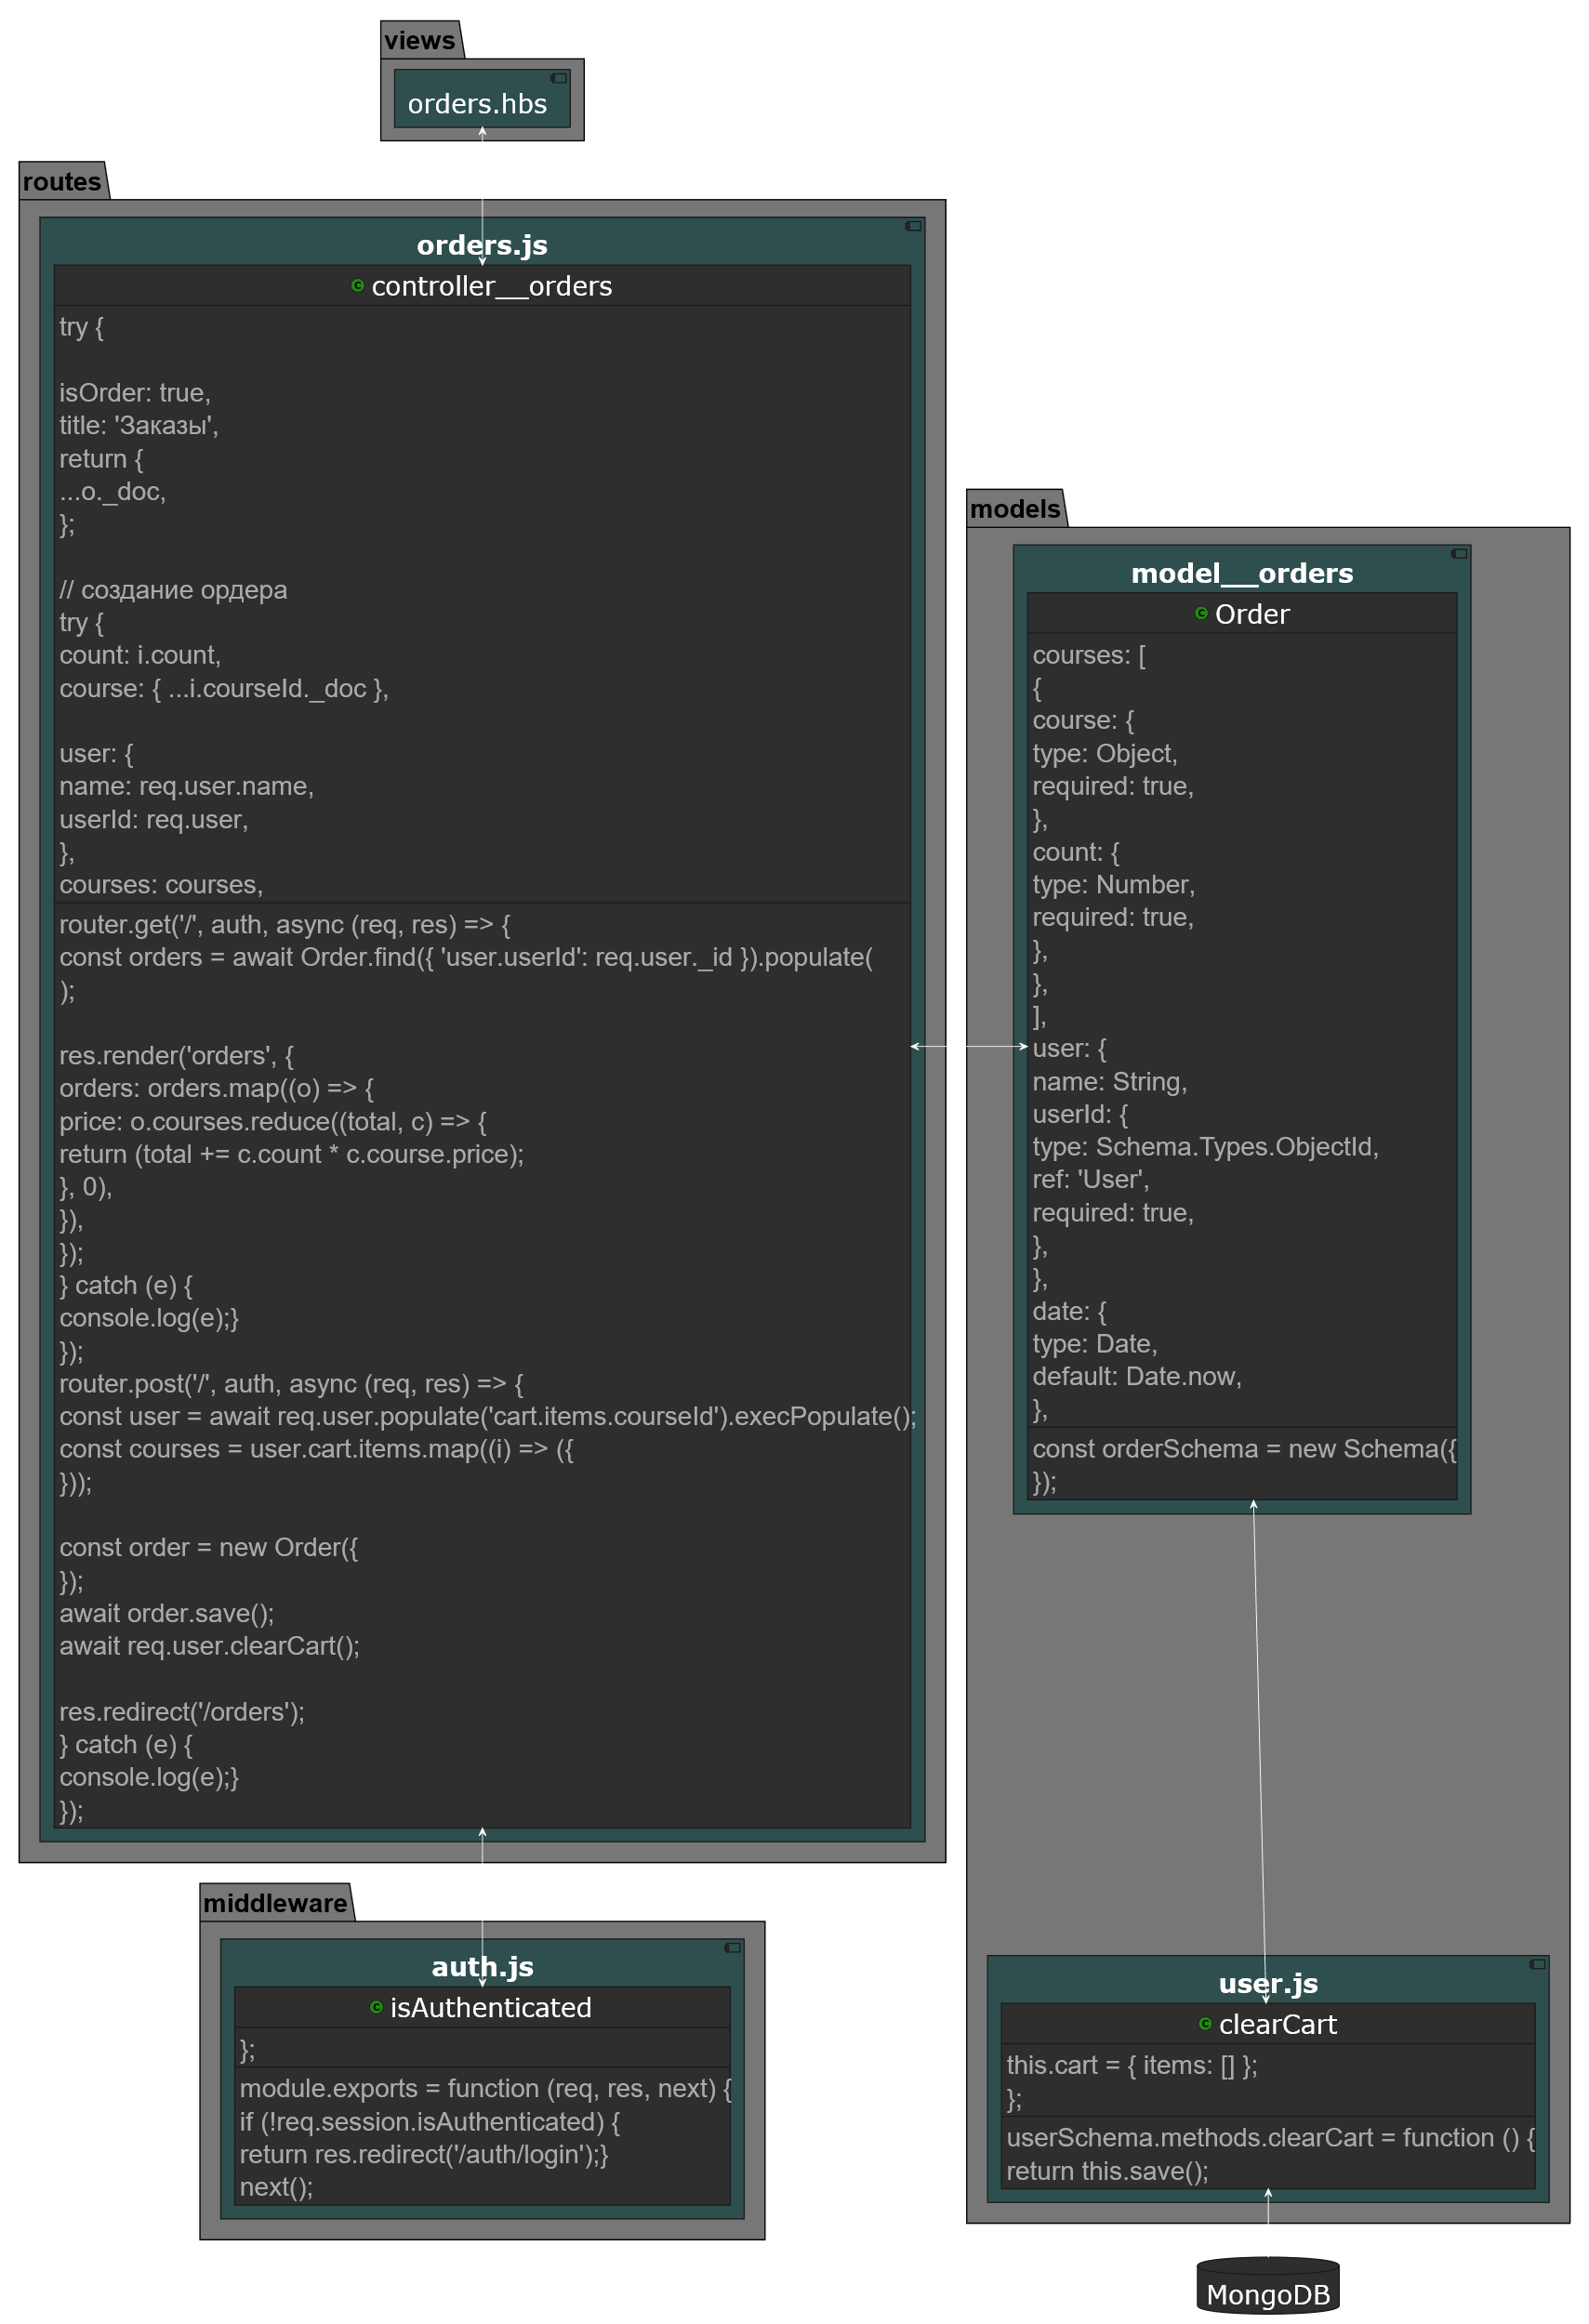 views
orders.hbs
routes
orders.js
controller__orders
try {
isOrder: true,
title: 'Заказы',
return {
...o._doc,
};
// создание ордера
try {
count: i.count,
course: { ...i.courseId._doc },
user: {
name: req.user.name,
userId: req.user,
},
courses: courses,
router.get('/', auth, async (req, res) => {
const orders = await Order.find({ 'user.userId': req.user._id }).populate(
);
res.render('orders', {
orders: orders.map((o) => {
price: o.courses.reduce((total, c) => {
return (total += c.count * c.course.price);
}, 0),
}),
});
} catch (e) {
console.log(e);}
});
router.post('/', auth, async (req, res) => {
const user = await req.user.populate('cart.items.courseId').execPopulate();
const courses = user.cart.items.map((i) => ({
}));
const order = new Order({
});
await order.save();
await req.user.clearCart();
res.redirect('/orders');
} catch (e) {
console.log(e);}
});
models
model__orders
Order
courses: [
{
course: {
type: Object,
required: true,
},
count: {
type: Number,
required: true,
},
},
],
user: {
name: String,
userId: {
type: Schema.Types.ObjectId,
ref: 'User',
required: true,
},
},
date: {
type: Date,
default: Date.now,
},
const orderSchema = new Schema({
});
middleware
auth.js
isAuthenticated
};
module.exports = function (req, res, next) {
if (!req.session.isAuthenticated) {
return res.redirect('/auth/login');}
next();
user.js
clearCart
this.cart = { items: [] };
};
userSchema.methods.clearCart = function () {
return this.save();
MongoDB